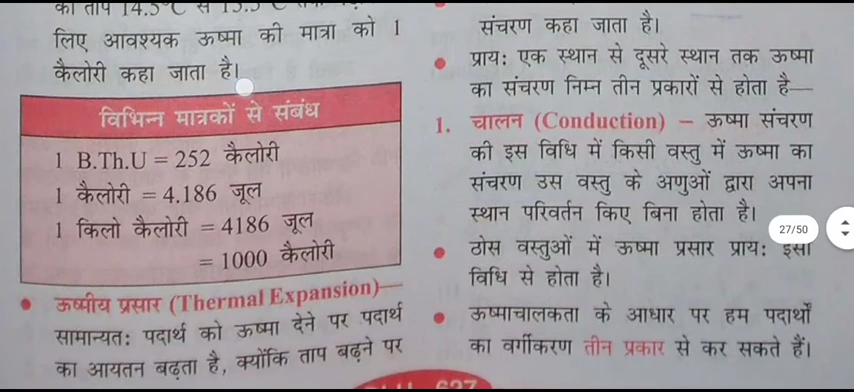 का ताप 14.5°C से 15.5°C तक
लिए आवश्यक ऊष्मा की मात्रा को 1
कैलोरी कहा जाता है।
विभिन्न मात्रकों से संबंध
1 B.Th.U = 252 कैलोरी
1 कैलोरी = 4.186 जूल
1 किलो कैलोरी = 4186 जूल
= 1000 कैलोरी
• ऊष्मीय प्रसार (Thermal Expansion)—
सामान्यत: पदार्थ को ऊष्मा देने पर पदार्थ
का आयतन बढ़ता है, क्योंकि ताप बढ़ने पर
संचरण कहा जाता है।
• प्राय: एक स्थान से दूसरे स्थान तक ऊष्मा
का संचरण निम्न तीन प्रकारों से होता है—
1. चालन (Conduction) – ऊष्मा संचरण
की इस विधि में किसी वस्तु में ऊष्मा का
संचरण उस वस्तु के अणुओं द्वारा अपना
स्थान परिवर्तन किए बिना होता है।
27/50
• ठोस वस्तुओं में ऊष्मा प्रसार प्राय: इसी
विधि से होता है।
• ऊष्माचालकता के आधार पर हम पदार्थों
का वर्गीकरण तीन प्रकार से कर सकते हैं।
627